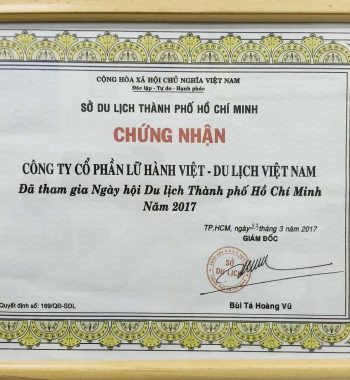 CỘNG HÒA XÃ HỘI CHỦ NGHĨA VIỆT NAM
Độc lập - Tự do - Hạnh phúc
SỞ DU LỊCH THÀNH PHỐ HỒ CHÍ MINH
CHỨNG NHẬN
CÔNG TY CỔ PHẦN LỮ HÀNH VIỆT - DU LỊCH VIỆT NAM
Đã tham gia Ngày hội Du lịch Thành phố Hồ Chí Minh
Năm 2017
TP.HCM, ngày tháng 3 năm 2017
GIÁM ĐỐC
SỞ
DU LỊCH
Bùi Tá Hoàng Vũ
Quyết định số: 169/QĐ-SDL